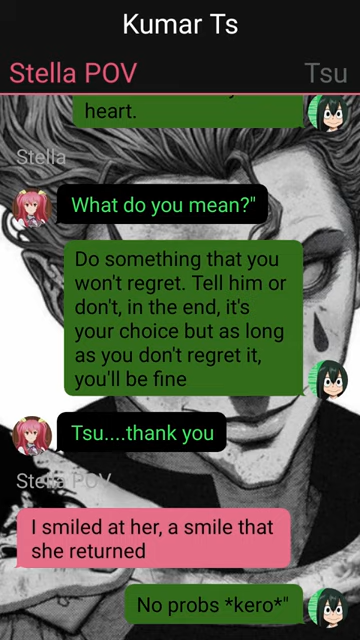 Kumar Ts
Stella POV
Tsu
heart.
Stella
What do you mean?"
Do something that you
won't regret. Tell him or
don't, in the end, it's
your choice but as long
as you don't regret it,
you'll be fine
Tsu....thank you
Stella POV
I smiled at her, a smile that
she returned
No probs *kero*"